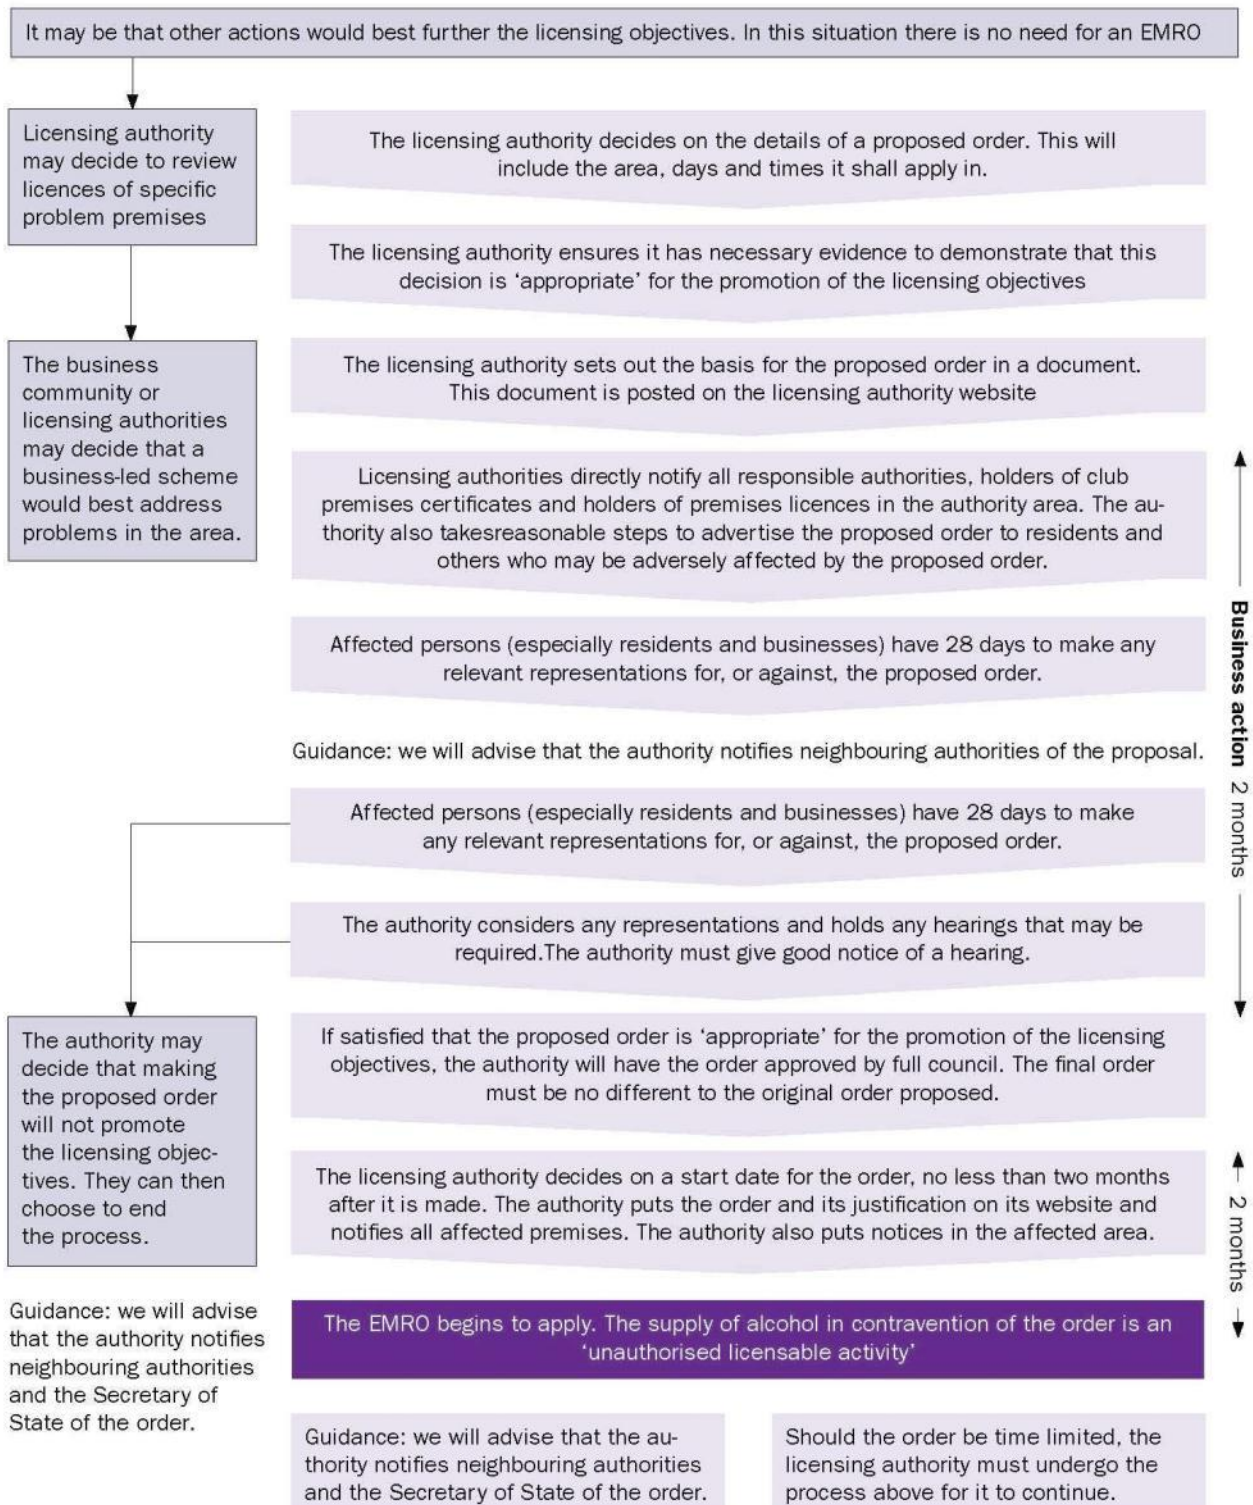 It may be that other actions would best further the licensing objectives. In this situation there is no need for an EMRO
Licensing authority
may decide to review
licences of specific
problem premises
The business
community or
licensing authorities
may decide that a
business-led scheme
would best address
problems in the area.
The licensing authority decides on the details of a proposed order. This will
include the area, days and times it shall apply in.
The licensing authority ensures it has necessary evidence to demonstrate that this
decision is ‘appropriate’ for the promotion of the licensing objectives
The licensing authority sets out the basis for the proposed order in a document.
This document is posted on the licensing authority website
Licensing authorities directly notify all responsible authorities, holders of club
premises certificates and holders of premises licences in the authority area. The au-
thority also takesreasonable steps to advertise the proposed order to residents and
others who may be adversely affected by the proposed order.
Affected persons (especially residents and businesses) have 28 days to make any
relevant representations for, or against, the proposed order.
Guidance: we will advise that the authority notifies neighbouring authorities of the proposal.
Affected persons (especially residents and businesses) have 28 days to make
any relevant representations for, or against, the proposed order.
The authority considers any representations and holds any hearings that may be
required.The authority must give good notice of a hearing.
Business action 2 months
The authority may
decide that making
the proposed order
will not promote
the licensing objec-
tives. They can then
choose to end
the process.
If satisfied that the proposed order is ‘appropriate’ for the promotion of the licensing
objectives, the authority will have the order approved by full council. The final order
must be no different to the original order proposed.
The licensing authority decides on a start date for the order, no less than two months
after it is made. The authority puts the order and its justification on its website and
notifies all affected premises. The authority also puts notices in the affected area.
2 months
Guidance: we will advise
that the authority notifies
neighbouring authorities
and the Secretary of
State of the order.
The EMRO begins to apply. The supply of alcohol in contravention of the order is an
‘unauthorised licensable activity’
Guidance: we will advise that the au-
thority notifies neighbouring authorities
and the Secretary of State of the order.
Should the order be time limited, the
licensing authority must undergo the
process above for it to continue.